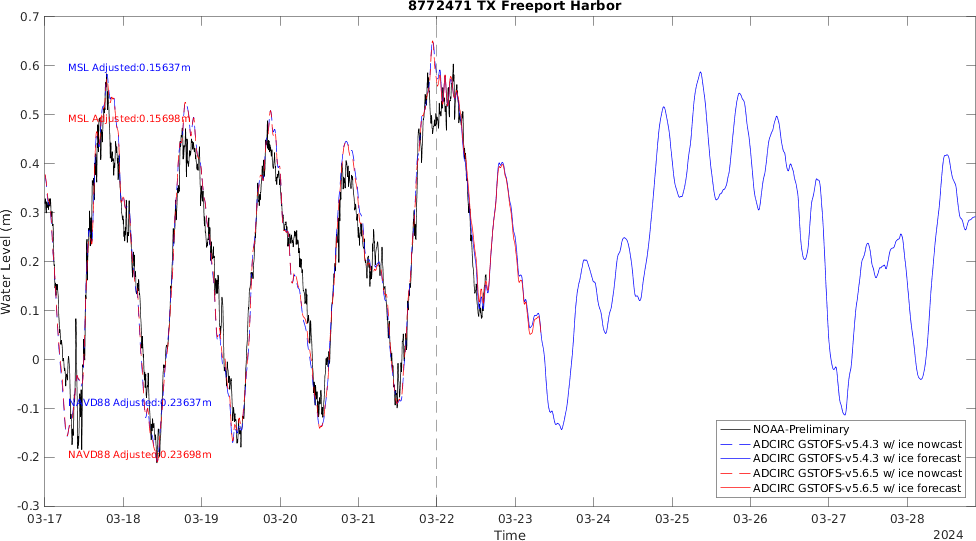 8772471 TX Freeport Harbor
0.7
0.6
0.5
0.4
0.3
0.2
0.1
0
-0.1
-0.2
-0.3
Water Level (m)
MSL Adjusted:0.15637m
MSL Adjusted:0.15698m
NAVD88 Adjusted:0.23637m
NAVD88 Adjusted:0.23698m
NOAA-Preliminary
ADCIRC GSTOFS-v5.4.3 w/ ice nowcast
ADCIRC GSTOFS-v5.4.3 w/ ice forecast
ADCIRC GSTOFS-v5.6.5 w/ ice nowcast
ADCIRC GSTOFS-v5.6.5 w/ ice forecast
03-17 03-18 03-19 03-20 03-21 03-22 03-23 03-24 03-25 03-26 03-27 03-28
Time
2024